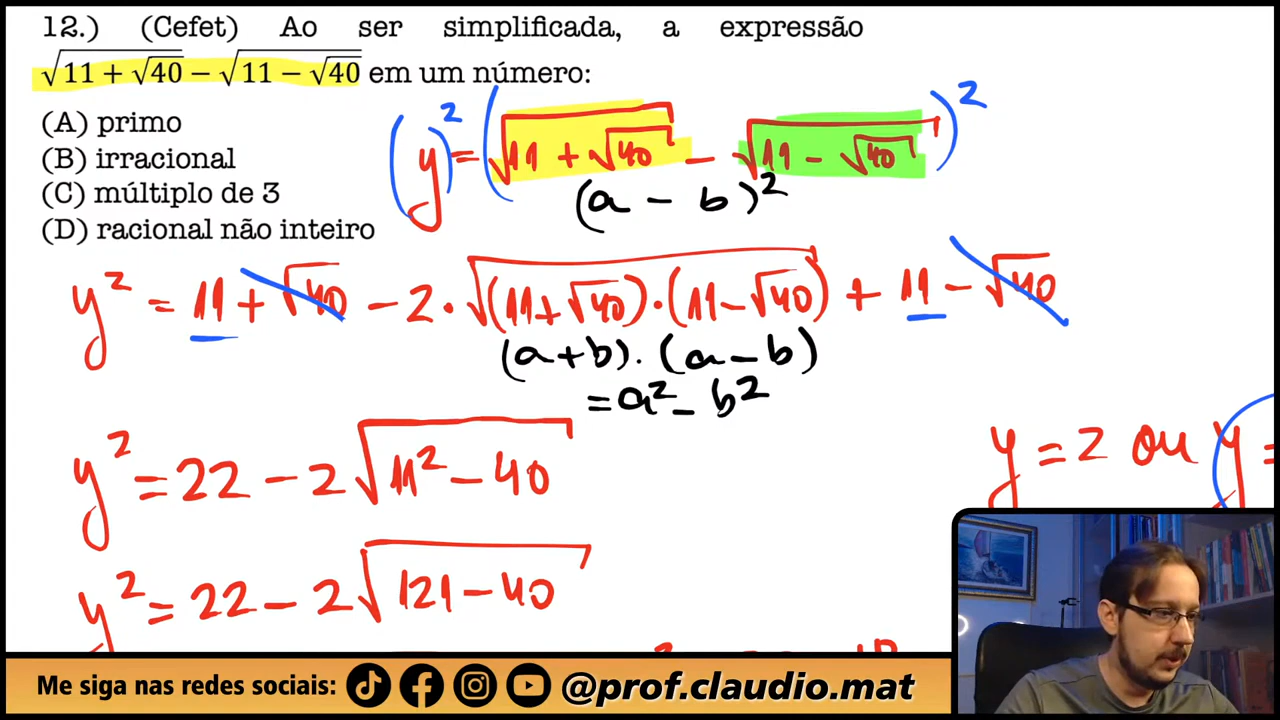 12.) (Cefet) Ao ser simplificada, a expressão
√(11 + √40) − √(11 − √40) em um número:
(A) primo
(B) irracional
(C) múltiplo de 3
(D) racional não inteiro
(y)² = (√(11 + √40) − √(11 − √40))²
(a − b)²
y² = 11 + √40 − 2 · √((11+√40)·(11−√40)) + 11 − √40
(a+b).(a−b)
= a² − b²
y² = 22 − 2√(11² − 40)
y = 2 ou y =
y² = 22 − 2√(121 − 40)
Me siga nas redes sociais: @prof.claudio.mat